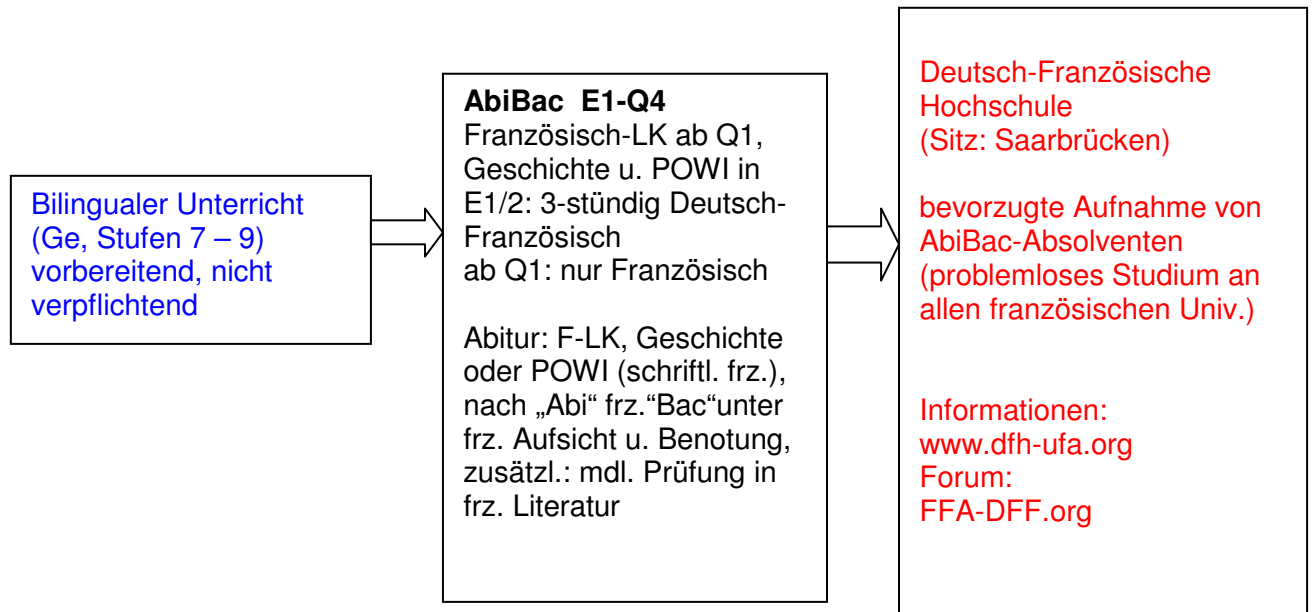 Bilingualer Unterricht
(Ge, Stufen 7 – 9)
vorbereitend, nicht
verpflichtend
AbiBac E1-Q4
Französisch-LK ab Q1,
Geschichte u. POWI in
E1/2: 3-stündig Deutsch-
Französisch
ab Q1: nur Französisch
Abitur: F-LK, Geschichte
oder POWI (schriftl. frz.),
nach „Abi“ frz.“Bac“unter
frz. Aufsicht u. Benotung,
zusätzl.: mdl. Prüfung in
frz. Literatur
Deutsch-Französische
Hochschule
(Sitz: Saarbrücken)
bevorzugte Aufnahme von
AbiBac-Absolventen
(problemloses Studium an
allen französischen Univ.)
Informationen:
www.dfh-ufa.org
Forum:
FFA-DFF.org